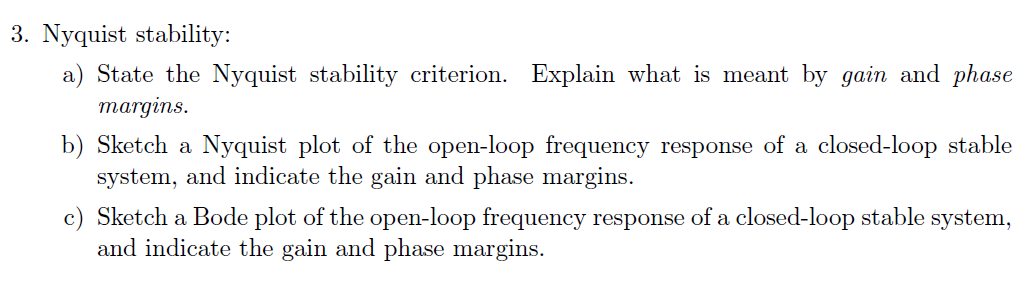 3. Nyquist stability:
a) State the Nyquist stability criterion. Explain what is meant by gain and phase
margins.
b) Sketch a Nyquist plot of the open-loop frequency response of a closed-loop stable
system, and indicate the gain and phase margins.
c) Sketch a Bode plot of the open-loop frequency response of a closed-loop stable system,
and indicate the gain and phase margins.